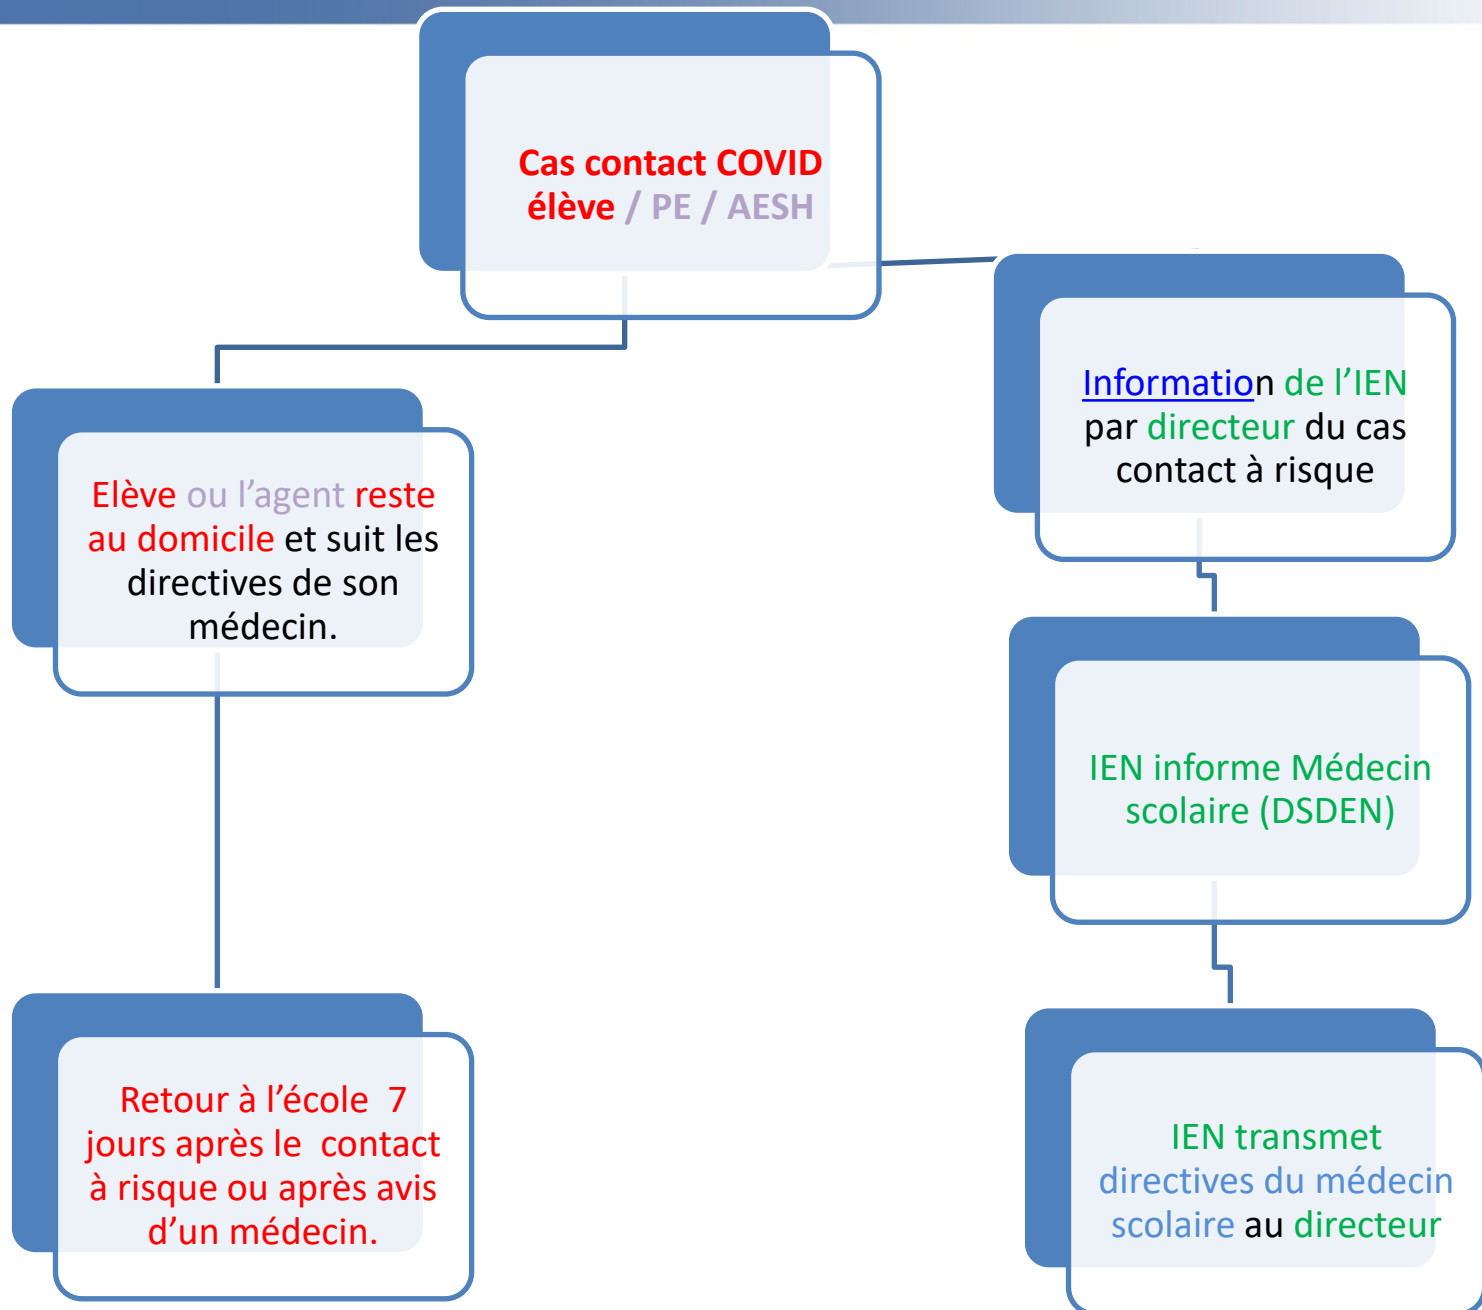 Cas contact COVID
élève / PE / AESH
Elève ou l’agent reste
au domicile et suit les
directives de son
médecin.
Retour à l’école  7
jours après le  contact
à risque ou après avis
d’un médecin.
Information de l’IEN
par directeur du cas
contact à risque
IEN informe Médecin
scolaire (DSDEN)
IEN transmet
directives du médecin
scolaire au directeur